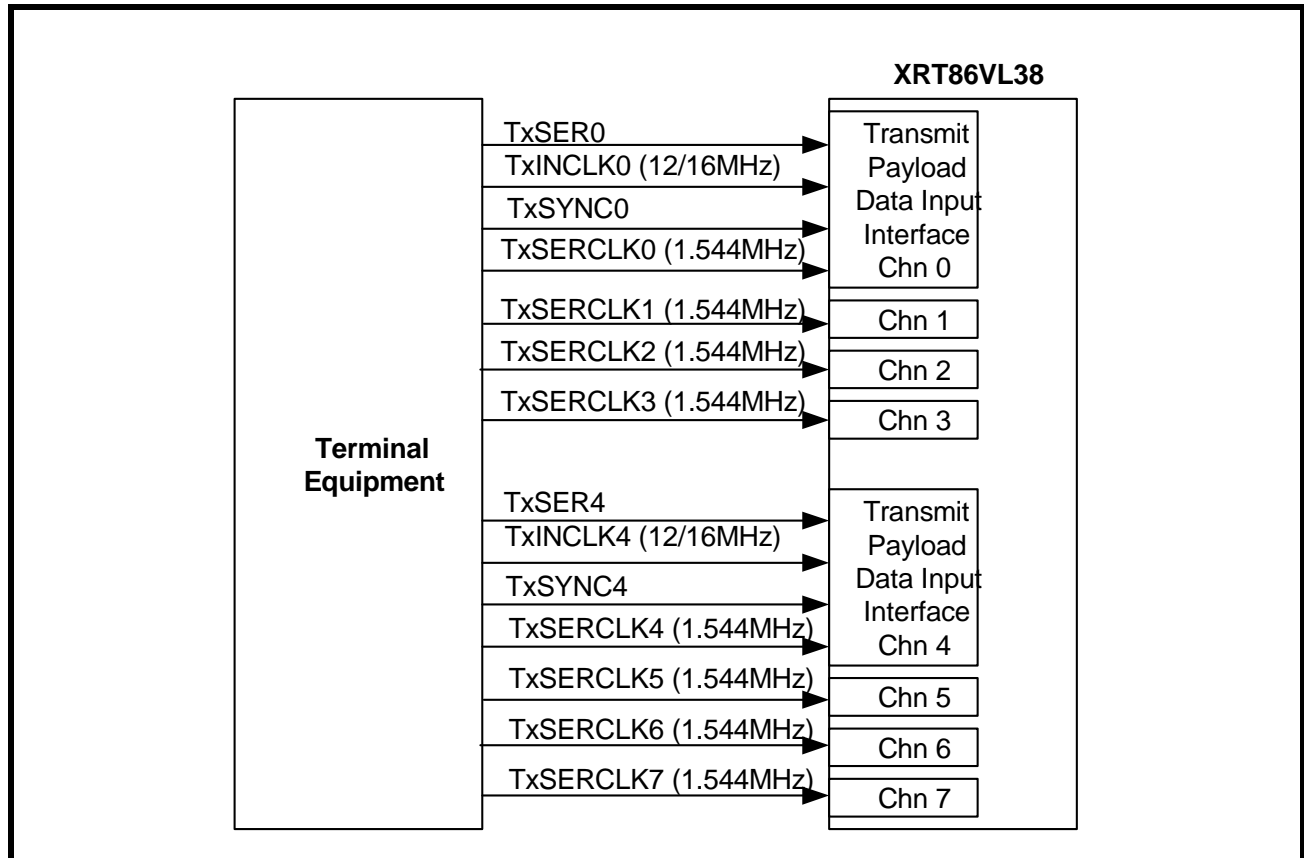 XRT86VL38
TxSER0
TxINCLK0 (12/16MHz)
TxSYNC0
TxSERCLK0 (1.544MHz)
Transmit
Payload
Data Input
Interface
Chn 0
TxSERCLK1 (1.544MHz)
Chn 1
TxSERCLK2 (1.544MHz)
Chn 2
TxSERCLK3 (1.544MHz)
Chn 3
Terminal
Equipment
TxSER4
TxINCLK4 (12/16MHz)
TxSYNC4
TxSERCLK4 (1.544MHz)
Transmit
Payload
Data Input
Interface
Chn 4
TxSERCLK5 (1.544MHz)
Chn 5
TxSERCLK6 (1.544MHz)
Chn 6
TxSERCLK7 (1.544MHz)
Chn 7